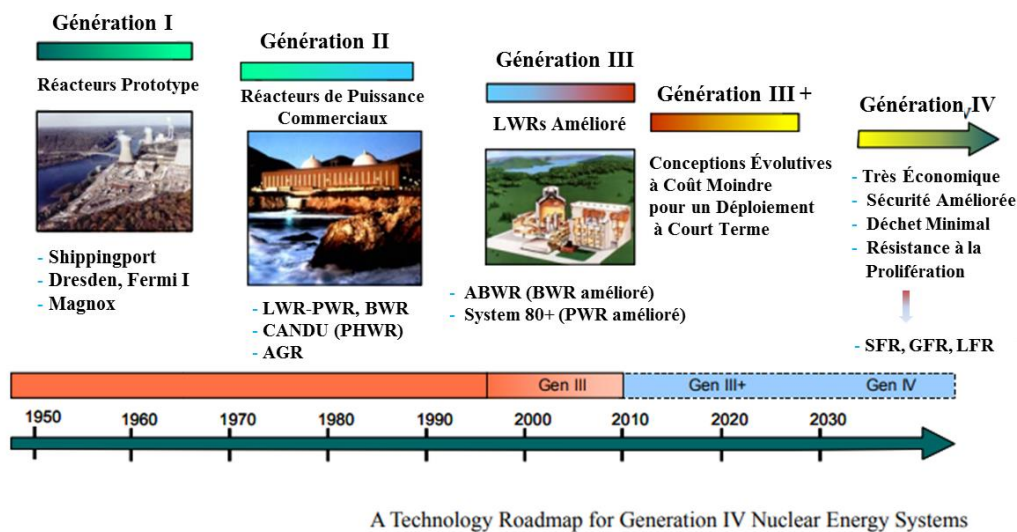 Génération I
Réacteurs Prototype
- Shippingport
- Dresden, Fermi I
- Magnox
Génération II
Réacteurs de Puissance
Commerciaux
- LWR-PWR, BWR
- CANDU (PHWR)
- AGR
Génération III
LWRs Amélioré
- ABWR (BWR amélioré)
- System 80+ (PWR amélioré)
Génération III +
Conceptions Évolutives
à Coût Moindre
pour un Déploiement
à Court Terme
Génération IV
- Très Économique
- Sécurité Améliorée
- Déchet Minimal
- Résistance à la
Prolifération
- SFR, GFR, LFR
Gen III Gen III+ Gen IV
1950 1960 1970 1980 1990 2000 2010 2020 2030
A Technology Roadmap for Generation IV Nuclear Energy Systems